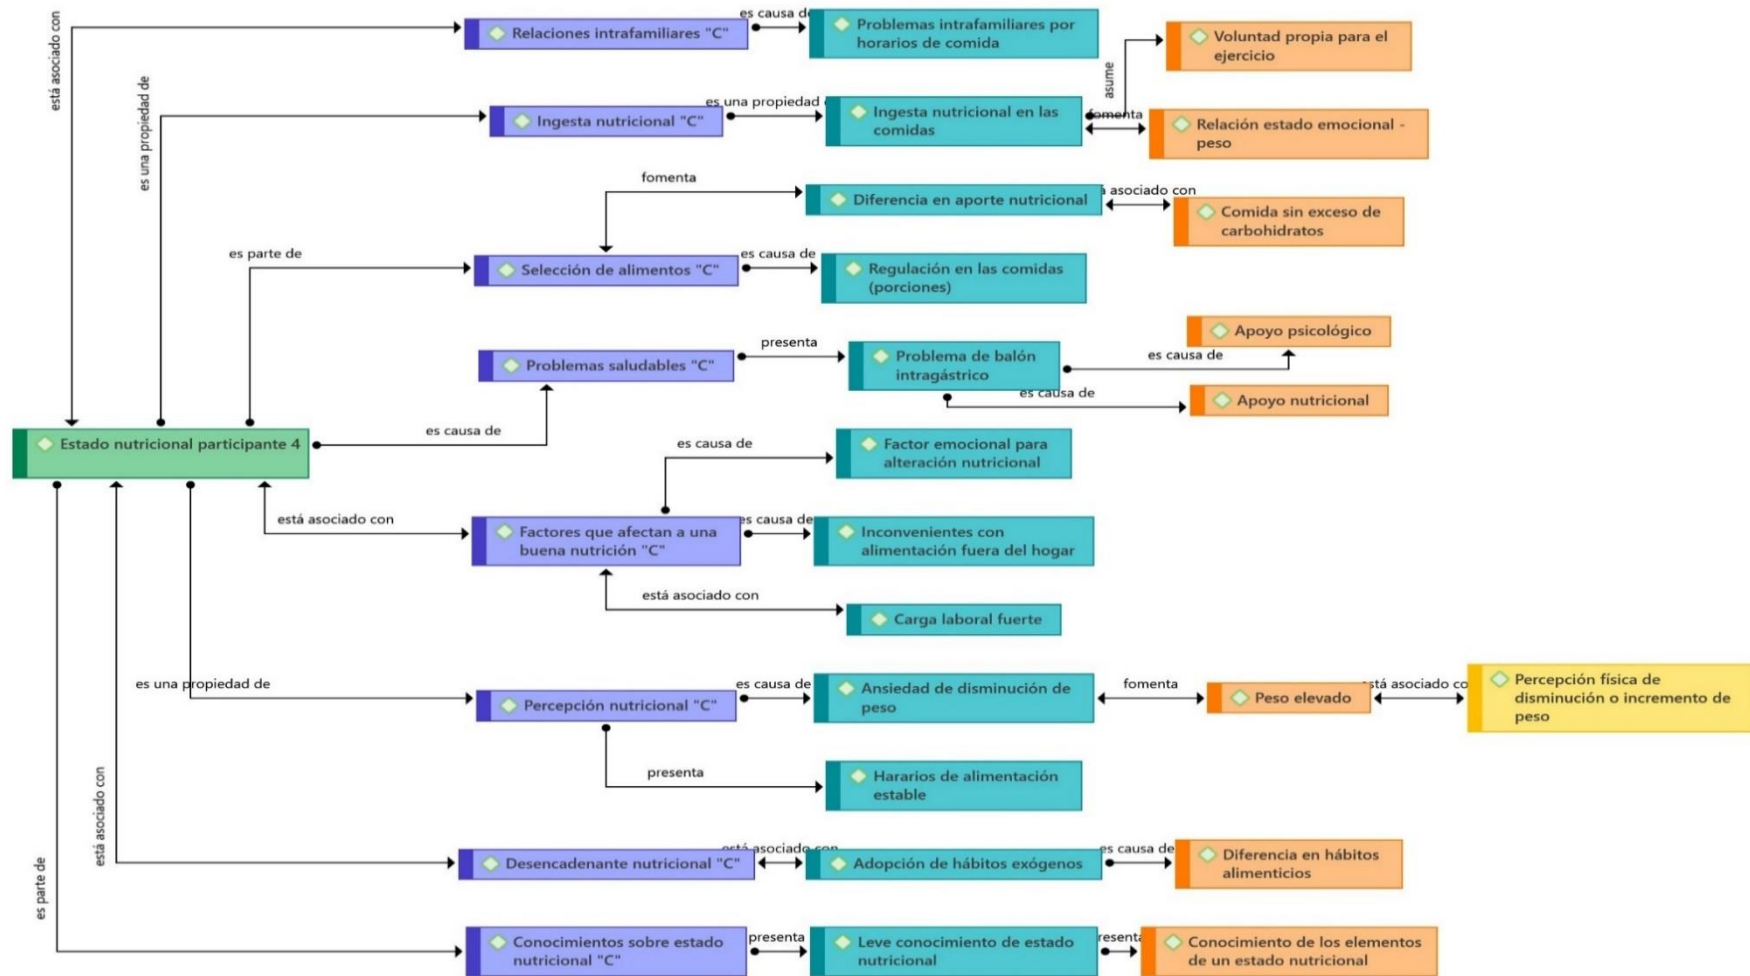 está asociado con
Relaciones intrafamiliares "C"
es causa de
Problemas intrafamiliares por
horarios de comida
Voluntad propia para el
ejercicio
asume
es una propiedad de
Ingesta nutricional "C"
es una propiedad
Ingesta nutricional en las
comidas
fomenta
Relación estado emocional -
peso
fomenta
Diferencia en aporte nutricional
asociado con
Comida sin exceso de
carbohidratos
es parte de
Selección de alimentos "C"
es causa de
Regulación en las comidas
(porciones)
Problemas saludables "C"
presenta
Problema de balón
intragástrico
es causa de
Apoyo psicológico
es causa de
Apoyo nutricional
Estado nutricional participante 4
es causa de
es causa de
Factor emocional para
alteración nutricional
está asociado con
Factores que afectan a una
buena nutrición "C"
es causa de
Inconvenientes con
alimentación fuera del hogar
está asociado con
Carga laboral fuerte
es una propiedad de
Percepción nutricional "C"
es causa de
Ansiedad de disminución de
peso
fomenta
Peso elevado
está asociado co
Percepción física de
disminución o incremento de
peso
presenta
Hararios de alimentación
estable
está asociado con
Desencadenante nutricional "C"
está asociado con
Adopción de hábitos exógenos
es causa de
Diferencia en hábitos
alimenticios
es parte de
Conocimientos sobre estado
nutricional "C"
presenta
Leve conocimiento de estado
nutricional
resenta
Conocimiento de los elementos
de un estado nutricional